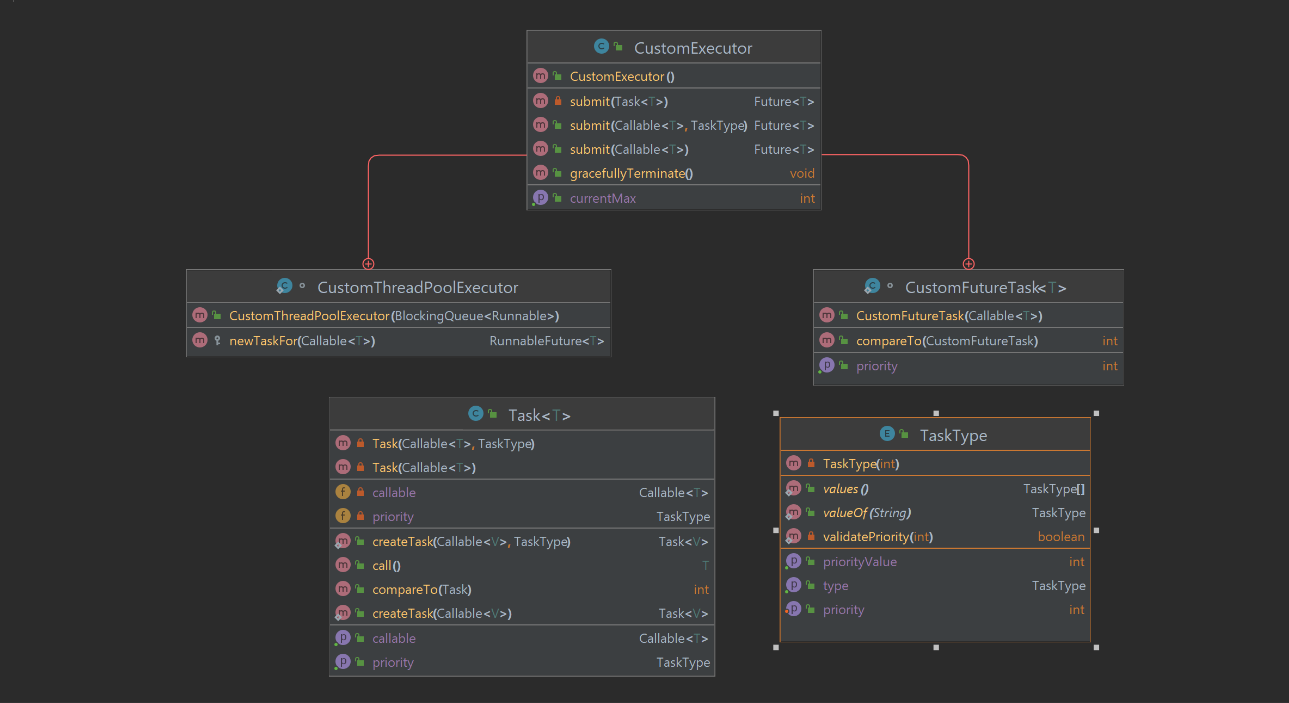 CustomExecutor
CustomExecutor()
submit(Task<T>) Future<T>
submit(Callable<T>, TaskType) Future<T>
submit(Callable<T>) Future<T>
gracefullyTerminate() void
currentMax int
CustomThreadPoolExecutor
CustomThreadPoolExecutor(BlockingQueue<Runnable>)
newTaskFor(Callable<T>) RunnableFuture<T>
CustomFutureTask<T>
CustomFutureTask(Callable<T>)
compareTo(CustomFutureTask) int
priority int
Task<T>
Task(Callable<T>, TaskType)
Task(Callable<T>)
callable Callable<T>
priority TaskType
createTask(Callable<V>, TaskType) Task<V>
call() T
compareTo(Task) int
createTask(Callable<V>) Task<V>
callable Callable<T>
priority TaskType
TaskType
TaskType(int)
values() TaskType[]
valueOf(String) TaskType
validatePriority(int) boolean
priorityValue int
type TaskType
priority int